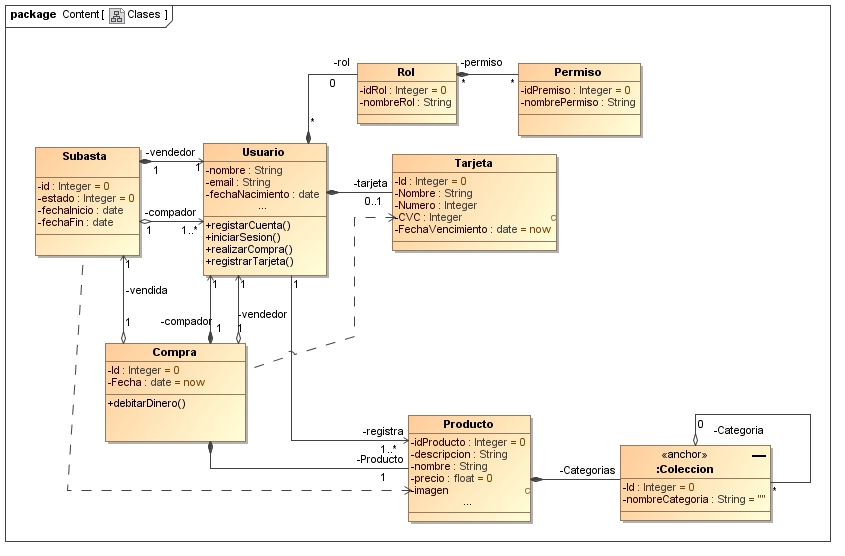 package Content [ Clases ]
-rol
0
*
Rol
-idRol : Integer = 0
-nombreRol : String
-permiso
*
*
Permiso
-idPremiso : Integer = 0
-nombrePermiso : String
Subasta
-id : Integer = 0
-estado : Integer = 0
-fechaInicio : date
-fechaFin : date
-vendedor
1
1
-compador
1
1..*
Usuario
-nombre : String
-email : String
-fechaNacimiento : date
...
+registarCuenta()
+iniciarSesion()
+realizarCompra()
+registrarTarjeta()
-tarjeta
0..1
Tarjeta
-Id : Integer = 0
-Nombre : String
-Numero : Integer
-CVC : Integer
-FechaVencimiento : date = now
1
-vendida
1
1
-compador
1
1
-vendedor
1
1
Compra
-Id : Integer = 0
-Fecha : date = now
+debitarDinero()
-registra
1..*
-Producto
1
Producto
-idProducto : Integer = 0
-descripcion : String
-nombre : String
-precio : float = 0
-imagen
...
-Categorias
0
-Categoria
*
«anchor»
:Coleccion
-Id : Integer = 0
-nombreCategoria : String = ""